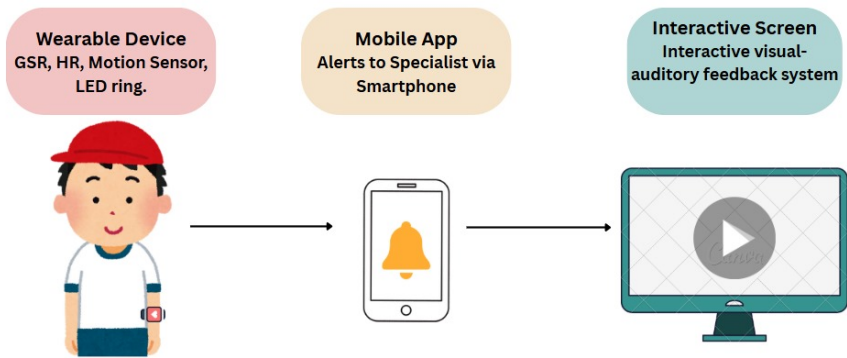 Wearable Device
GSR, HR, Motion Sensor,
LED ring.
Mobile App
Alerts to Specialist via
Smartphone
Interactive Screen
Interactive visual-
auditory feedback system
Canva